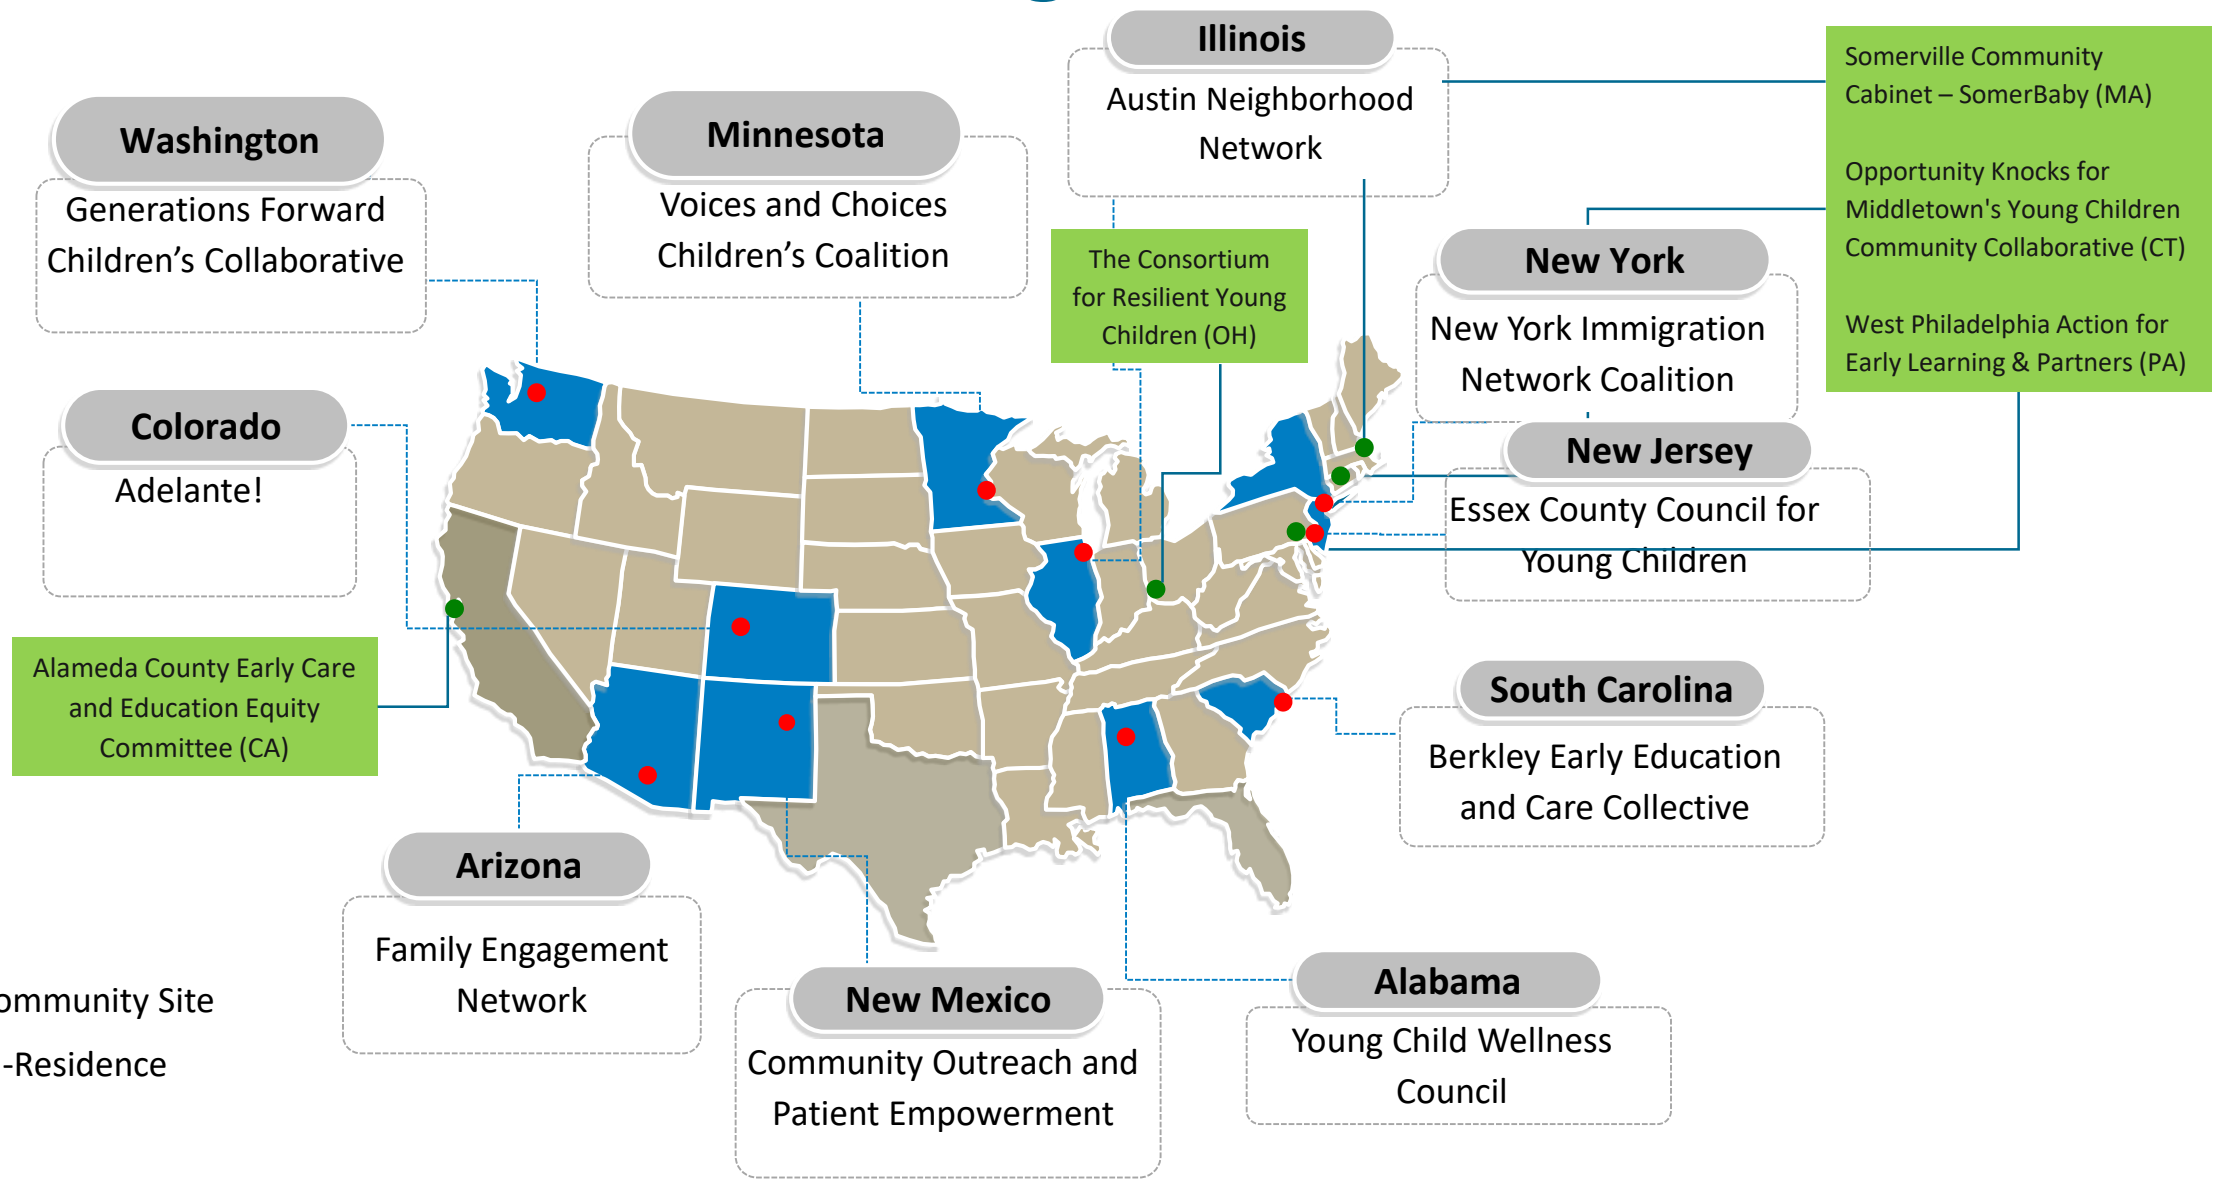 Illinois
Austin Neighborhood
Network
Somerville Community
Cabinet – SomerBaby (MA)
Opportunity Knocks for
Middletown's Young Children
Community Collaborative (CT)
West Philadelphia Action for
Early Learning & Partners (PA)
Washington
Generations Forward
Children’s Collaborative
Minnesota
Voices and Choices
Children’s Coalition
The Consortium
for Resilient Young
Children (OH)
New York
New York Immigration
Network Coalition
Colorado
Adelante!
New Jersey
Essex County Council for
Young Children
Alameda County Early Care
and Education Equity
Committee (CA)
South Carolina
Berkley Early Education
and Care Collective
Arizona
Family Engagement
Network
New Mexico
Community Outreach and
Patient Empowerment
Alabama
Young Child Wellness
Council
ommunity Site
-Residence